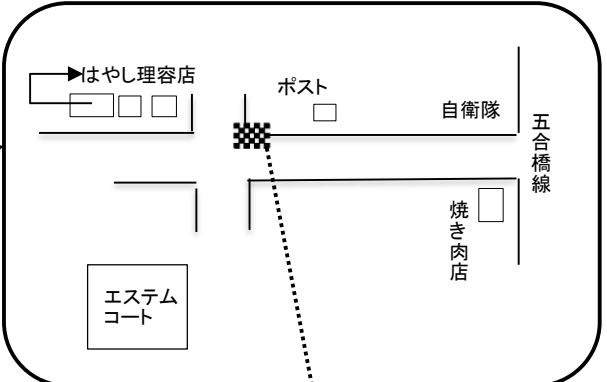 はやし理容店
ポスト
自衛隊
五合橋線
焼き肉店
エステム
コート